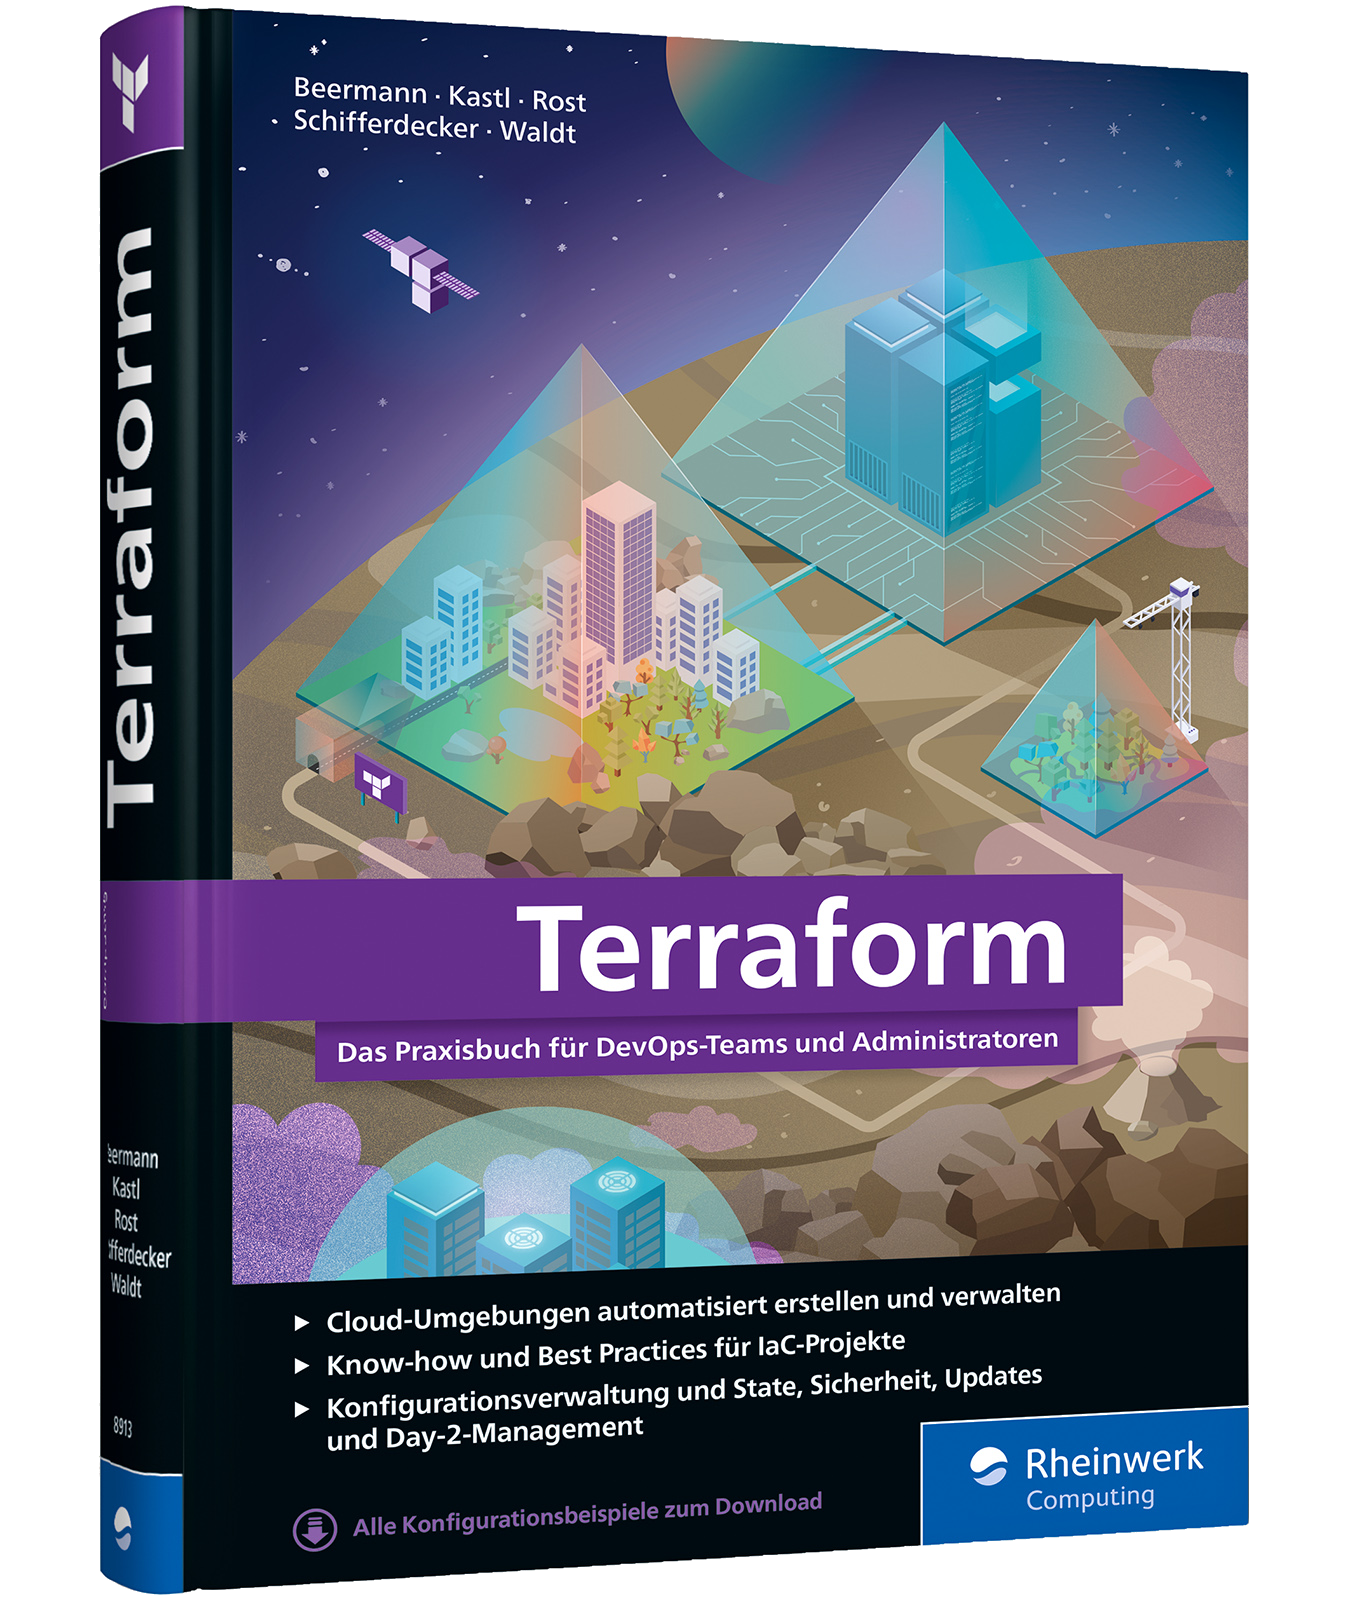 Beermann · Kastl · Rost
Schifferdecker · Waldt
Terraform
Das Praxisbuch für DevOps-Teams und Administratoren
Cloud-Umgebungen automatisiert erstellen und verwalten
Know-how und Best Practices für IaC-Projekte
Konfigurationsverwaltung und State, Sicherheit, Updates
und Day-2-Management
Alle Konfigurationsbeispiele zum Download
Rheinwerk
Computing
Terraform
eermann
Kastl
Rost
fferdecker
Waldt
8913